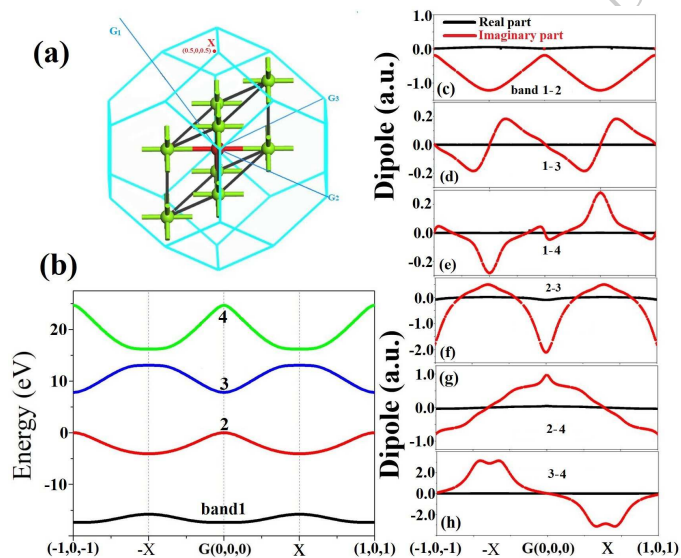 (a)
G₁
X
(0.5,0,0.5)
G₃
G₂
(b)
Energy (eV)
20
10
0
-10
4
3
2
band1
(-1,0,-1)
-X
G(0,0,0)
X
(1,0,1)
Dipole (a.u.)
Real part
Imaginary part
1.0
0.0
-1.0
(c)
band 1-2
0.2
0.0
-0.2
(d)
1-3
0.2
0.0
-0.2
(e)
1-4
Dipole (a.u.)
0.0
-1.0
-2.0
(f)
2-3
1.0
0.0
-1.0
(g)
2-4
2.0
0.0
-2.0
(h)
3-4
(-1,0,-1)
-X
G(0,0,0)
X
(1,0,1)